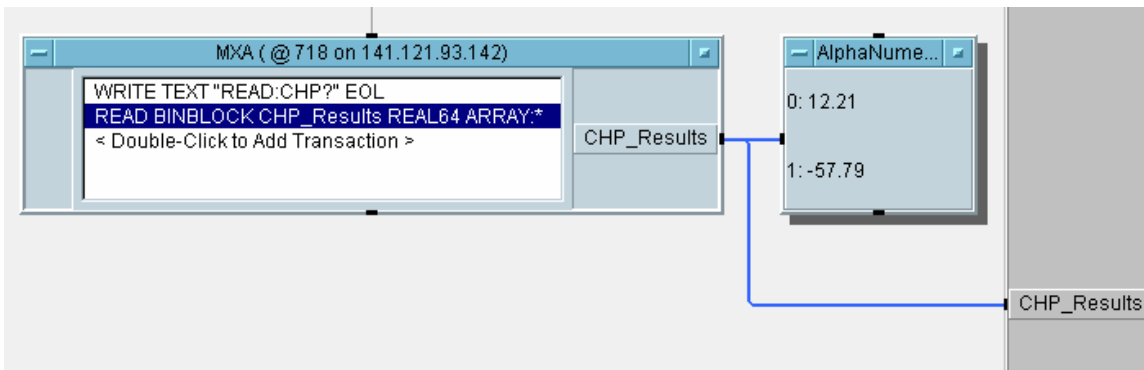 MXA ( @ 718 on 141.121.93.142)
WRITE TEXT "READ:CHP?" EOL
READ BINBLOCK CHP_Results REAL64 ARRAY:*
< Double-Click to Add Transaction >
CHP_Results
AlphaNume...
0: 12.21
1: -57.79
CHP_Results